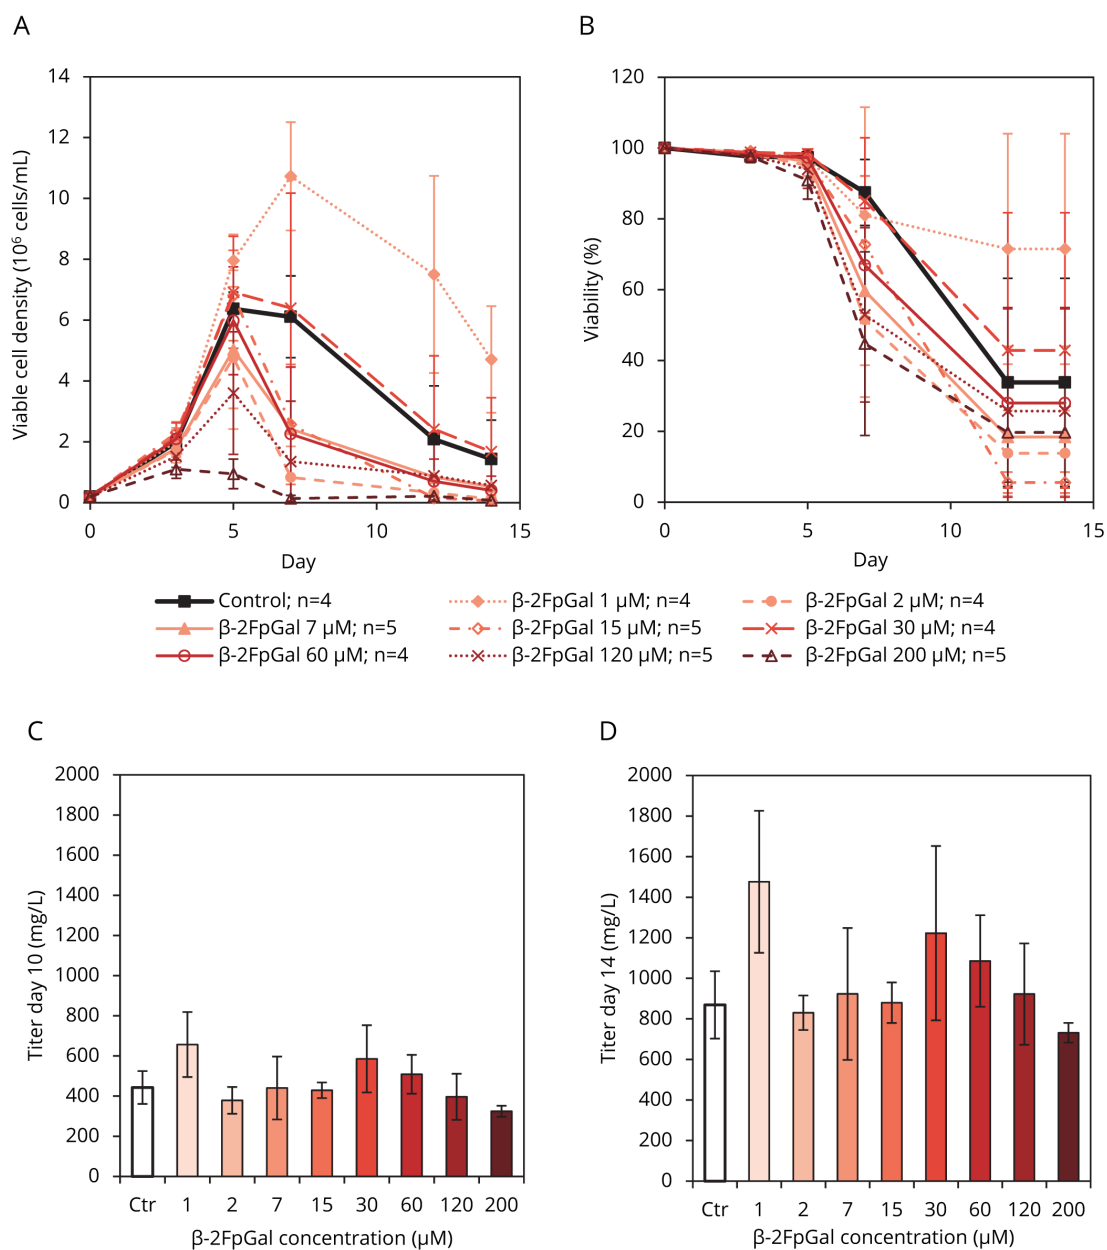 A
B
14
12
10
8
6
4
2
0
Viable cell density (10⁶ cells/mL)
0
5
10
15
Day
120
100
80
60
40
20
0
Viability (%)
0
5
10
15
Day
Control; n=4
β-2FpGal 1 μM; n=4
β-2FpGal 2 μM; n=4
β-2FpGal 7 μM; n=5
β-2FpGal 15 μM; n=5
β-2FpGal 30 μM; n=4
β-2FpGal 60 μM; n=4
β-2FpGal 120 μM; n=5
β-2FpGal 200 μM; n=5
C
D
2000
1800
1600
1400
1200
1000
800
600
400
200
0
Titer day 10 (mg/L)
Ctr 1 2 7 15 30 60 120 200
β-2FpGal concentration (μM)
2000
1800
1600
1400
1200
1000
800
600
400
200
0
Titer day 14 (mg/L)
Ctr 1 2 7 15 30 60 120 200
β-2FpGal concentration (μM)